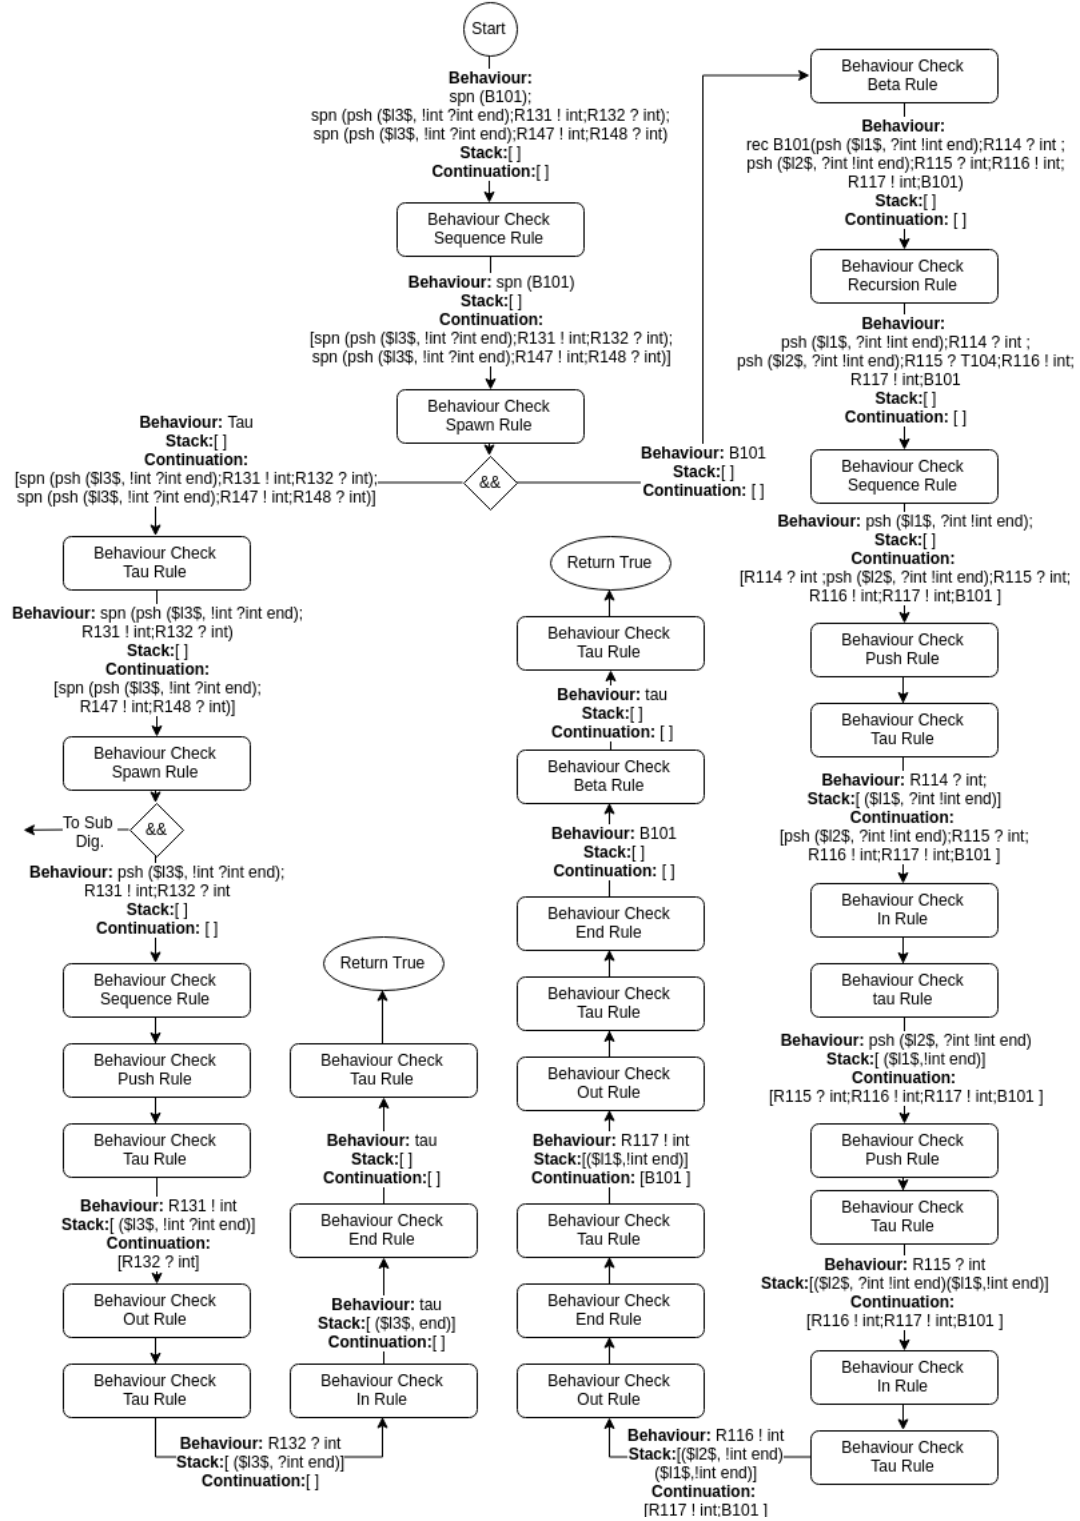 Start
Behaviour:
spn (B101);
spn (psh ($l3$, !int ?int end);R131 ! int;R132 ? int);
spn (psh ($l3$, !int ?int end);R147 ! int;R148 ? int)
Stack:[ ]
Continuation:[ ]
Behaviour Check
Sequence Rule
Behaviour: spn (B101)
Stack:[ ]
Continuation:
[spn (psh ($l3$, !int ?int end);R131 ! int;R132 ? int);
spn (psh ($l3$, !int ?int end);R147 ! int;R148 ? int)]
Behaviour Check
Spawn Rule
&&
Behaviour: Tau
Stack:[ ]
Continuation:
[spn (psh ($l3$, !int ?int end);R131 ! int;R132 ? int);
spn (psh ($l3$, !int ?int end);R147 ! int;R148 ? int)]
Behaviour Check
Tau Rule
Behaviour: spn (psh ($l3$, !int ?int end);
R131 ! int;R132 ? int)
Stack:[ ]
Continuation:
[spn (psh ($l3$, !int ?int end);
R147 ! int;R148 ? int)]
Behaviour Check
Spawn Rule
&&
To Sub
Dig.
Behaviour: psh ($l3$, !int ?int end);
R131 ! int;R132 ? int
Stack:[ ]
Continuation: [ ]
Behaviour Check
Sequence Rule
Behaviour Check
Push Rule
Behaviour Check
Tau Rule
Behaviour: R131 ! int
Stack:[ ($l3$, !int ?int end)]
Continuation:
[R132 ? int]
Behaviour Check
Out Rule
Behaviour Check
Tau Rule
Behaviour: R132 ? int
Stack:[ ($l3$, ?int end)]
Continuation:[ ]
Behaviour Check
In Rule
Behaviour: tau
Stack:[ ($l3$, end)]
Continuation:[ ]
Behaviour Check
End Rule
Behaviour: tau
Stack:[ ]
Continuation:[ ]
Behaviour Check
Tau Rule
Return True
Behaviour: B101
Stack:[ ]
Continuation: [ ]
Behaviour Check
Beta Rule
Behaviour:
rec B101(psh ($l1$, ?int !int end);R114 ? int ;
psh ($l2$, ?int !int end);R115 ? int;R116 ! int;
R117 ! int;B101)
Stack:[ ]
Continuation: [ ]
Behaviour Check
Recursion Rule
Behaviour:
psh ($l1$, ?int !int end);R114 ? int ;
psh ($l2$, ?int !int end);R115 ? T104;R116 ! int;
R117 ! int;B101
Stack:[ ]
Continuation: [ ]
Behaviour Check
Sequence Rule
Behaviour: psh ($l1$, ?int !int end);
Stack:[ ]
Continuation:
[R114 ? int ;psh ($l2$, ?int !int end);R115 ? int;
R116 ! int;R117 ! int;B101 ]
Behaviour Check
Push Rule
Behaviour Check
Tau Rule
Behaviour: R114 ? int;
Stack:[ ($l1$, ?int !int end)]
Continuation:
[psh ($l2$, ?int !int end);R115 ? int;
R116 ! int;R117 ! int;B101 ]
Behaviour Check
In Rule
Behaviour Check
tau Rule
Behaviour: psh ($l2$, ?int !int end)
Stack:[ ($l1$,!int end)]
Continuation:
[R115 ? int;R116 ! int;R117 ! int;B101 ]
Behaviour Check
Push Rule
Behaviour Check
Tau Rule
Behaviour: R115 ? int
Stack:[($l2$, ?int !int end)($l1$,!int end)]
Continuation:
[R116 ! int;R117 ! int;B101 ]
Behaviour Check
In Rule
Behaviour Check
Tau Rule
Behaviour: R116 ! int
Stack:[($l2$, !int end)
($l1$,!int end)]
Continuation:
[R117 ! int;B101 ]
Behaviour Check
Out Rule
Behaviour Check
End Rule
Behaviour Check
Tau Rule
Behaviour: R117 ! int
Stack:[($l1$,!int end)]
Continuation: [B101 ]
Behaviour Check
Out Rule
Behaviour Check
Tau Rule
Behaviour Check
End Rule
Behaviour: B101
Stack:[ ]
Continuation: [ ]
Behaviour Check
Beta Rule
Behaviour: tau
Stack:[ ]
Continuation: [ ]
Behaviour Check
Tau Rule
Return True